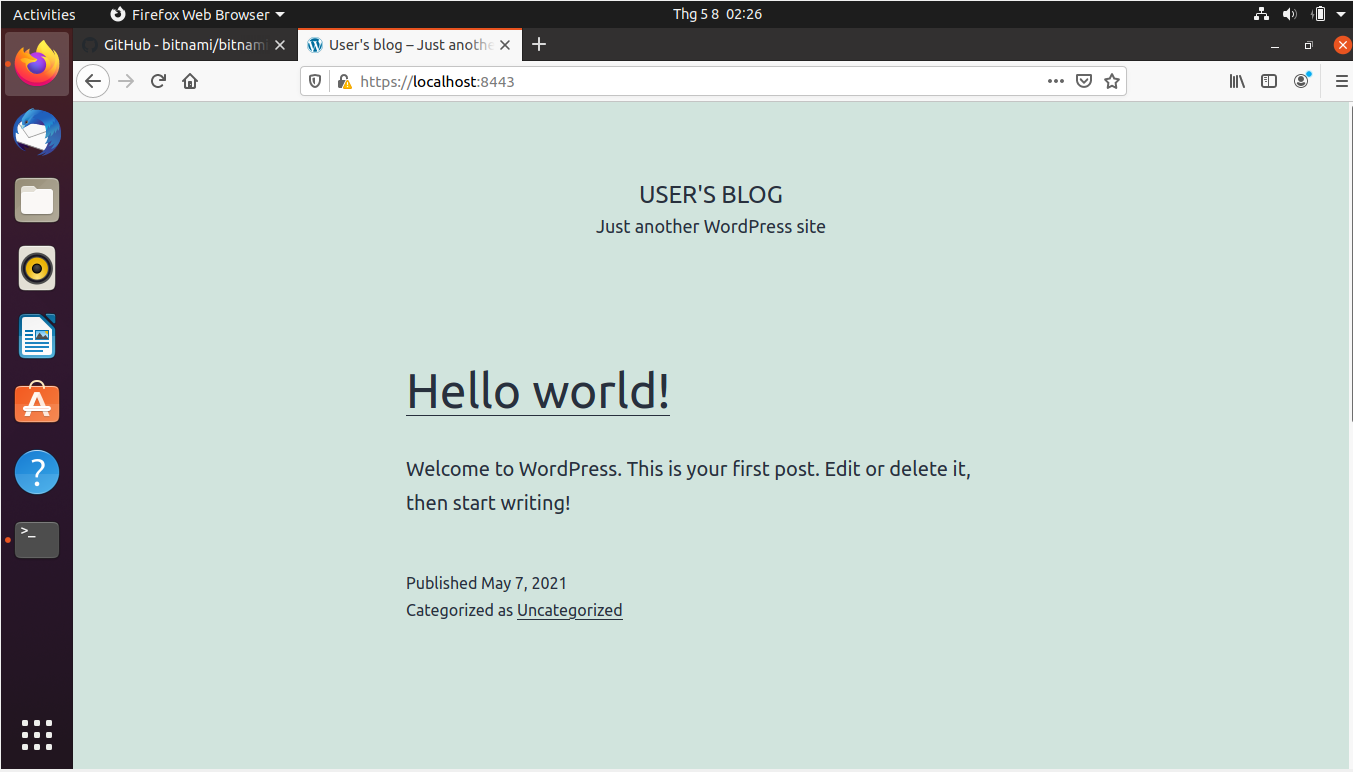 Activities
Firefox Web Browser
Thg 5 8 02:26
GitHub - bitnami/bitnami
User's blog – Just anothe
https://localhost:8443
USER'S BLOG
Just another WordPress site
Hello world!
Welcome to WordPress. This is your first post. Edit or delete it,
then start writing!
Published May 7, 2021
Categorized as Uncategorized